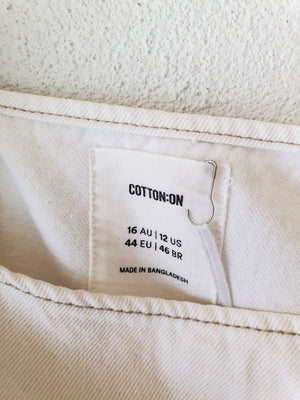 COTTON:ON
16 AU | 12 US
44 EU | 46 BR
MADE IN BANGLADESH